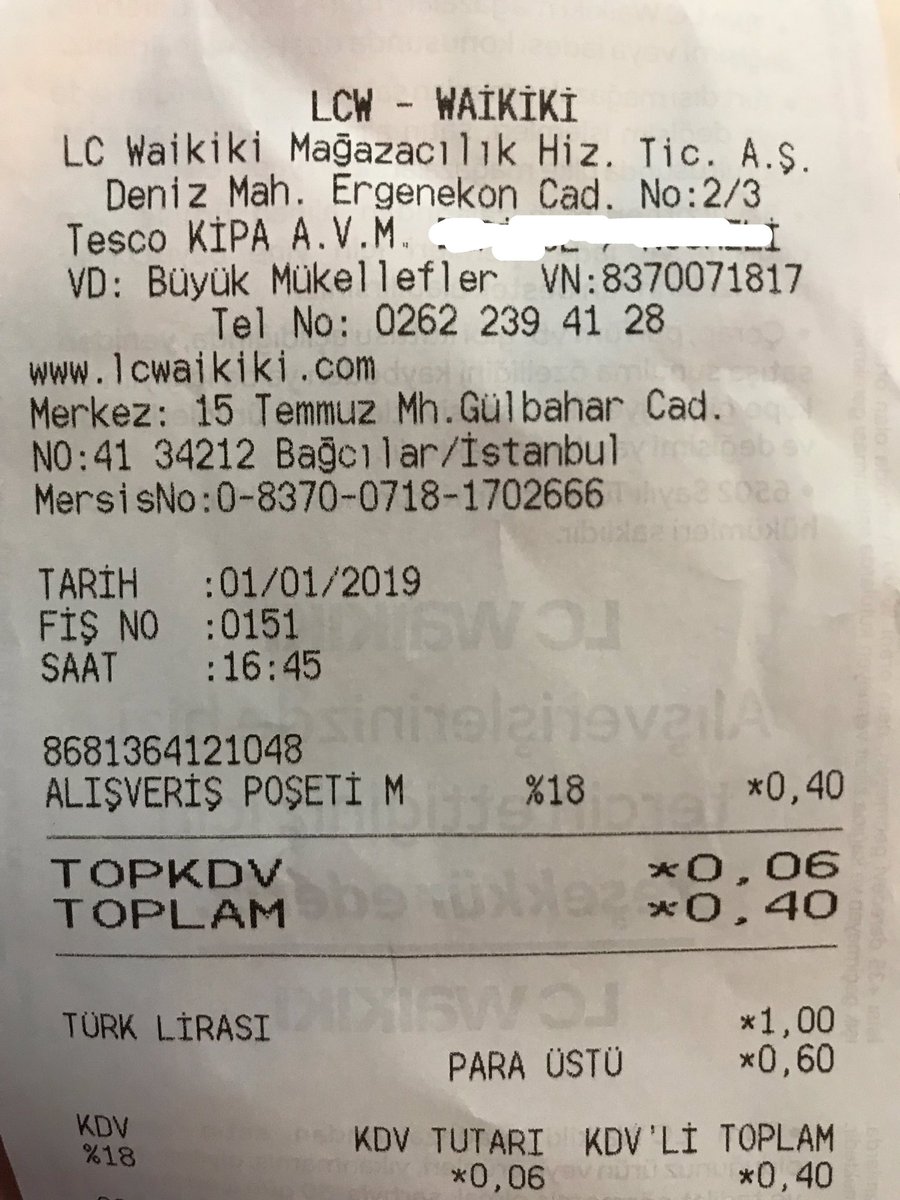 LCW - WAİKİKİ
LC Waikiki Mağazacılık Hiz. Tic. A.Ş.
Deniz Mah. Ergenekon Cad. No:2/3
Tesco KİPA A.V.M.
VD: Büyük Mükellefler VN:8370071817
Tel No: 0262 239 41 28
www.lcwaikiki.com
Merkez: 15 Temmuz Mh.Gülbahar Cad.
NO:41 34212 Bağcılar/İstanbul
MersisNo:0-8370-0718-1702666
TARİH :01/01/2019
FİŞ NO :0151
SAAT :16:45
8681364121048
ALIŞVERİŞ POŞETİ M %18 *0,40
TOPKDV *0,06
TOPLAM *0,40
TÜRK LİRASI *1,00
PARA ÜSTÜ *0,60
KDV KDV TUTARI KDV'Lİ TOPLAM
%18 *0,06 *0,40